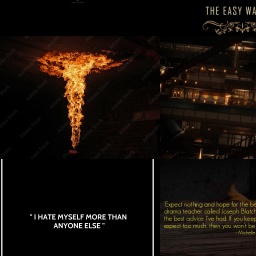 THE EASY WA
" I HATE MYSELF MORE THAN
ANYONE ELSE "
"Expect nothing and hope for the be
drama teacher called Joseph Blatch
the best advice I've had. If you keep
expect too much, then you won't be
- Michelle